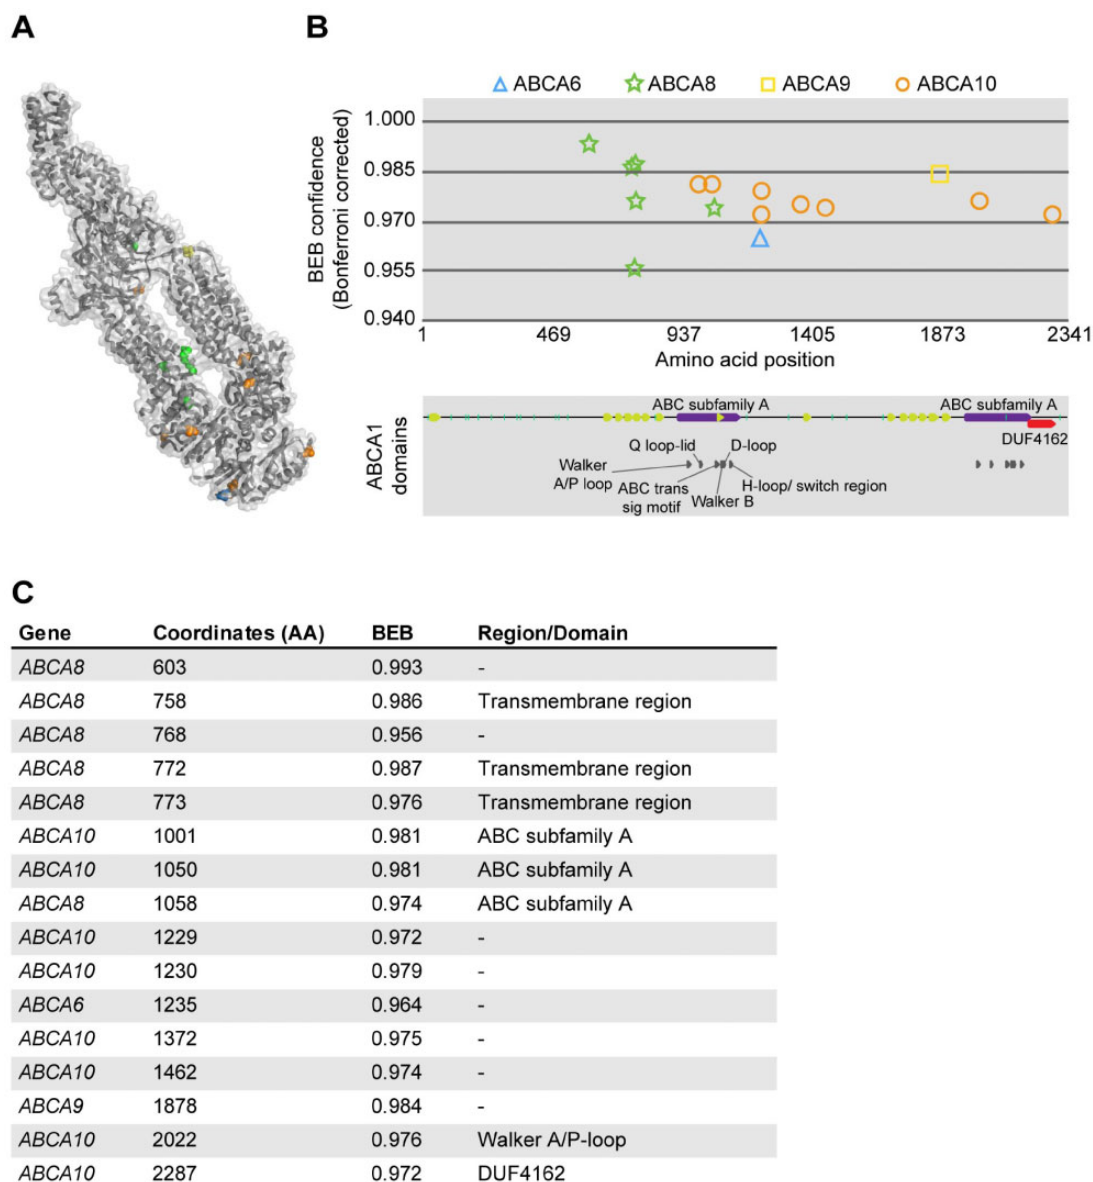 A
B
ABCA6 ABCA8 ABCA9 ABCA10
BEB confidence
(Bonferroni corrected)
1.000
0.985
0.970
0.955
0.940
1 469 937 1405 1873 2341
Amino acid position
ABCA1
domains
ABC subfamily A ABC subfamily A
DUF4162
Q loop-lid D-loop
Walker
A/P loop
ABC trans
sig motif
Walker B
H-loop/ switch region
C
Gene Coordinates (AA) BEB Region/Domain
ABCA8 603 0.993 -
ABCA8 758 0.986 Transmembrane region
ABCA8 768 0.956 -
ABCA8 772 0.987 Transmembrane region
ABCA8 773 0.976 Transmembrane region
ABCA10 1001 0.981 ABC subfamily A
ABCA10 1050 0.981 ABC subfamily A
ABCA8 1058 0.974 ABC subfamily A
ABCA10 1229 0.972 -
ABCA10 1230 0.979 -
ABCA6 1235 0.964 -
ABCA10 1372 0.975 -
ABCA10 1462 0.974 -
ABCA9 1878 0.984 -
ABCA10 2022 0.976 Walker A/P-loop
ABCA10 2287 0.972 DUF4162